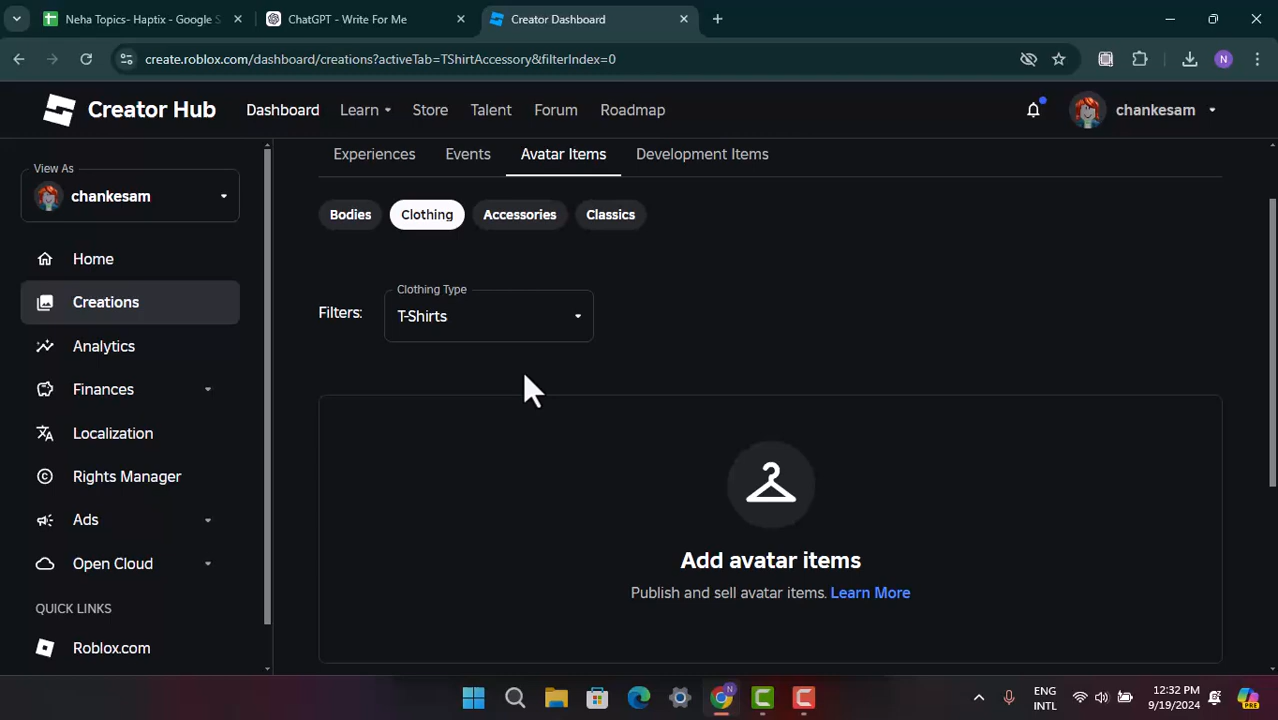 Neha Topics- Haptix - Google S
ChatGPT - Write For Me
Creator Dashboard
create.roblox.com/dashboard/creations?activeTab=TShirtAccessory&filterIndex=0
N
Creator Hub
Dashboard
Learn
Store
Talent
Forum
Roadmap
chankesam
View As
chankesam
Home
Creations
Analytics
Finances
Localization
Rights Manager
Ads
Open Cloud
QUICK LINKS
Roblox.com
Experiences
Events
Avatar Items
Development Items
Bodies
Clothing
Accessories
Classics
Filters:
Clothing Type
T-Shirts
Add avatar items
Publish and sell avatar items. Learn More
N
ENG
INTL
12:32 PM
9/19/2024
PRE